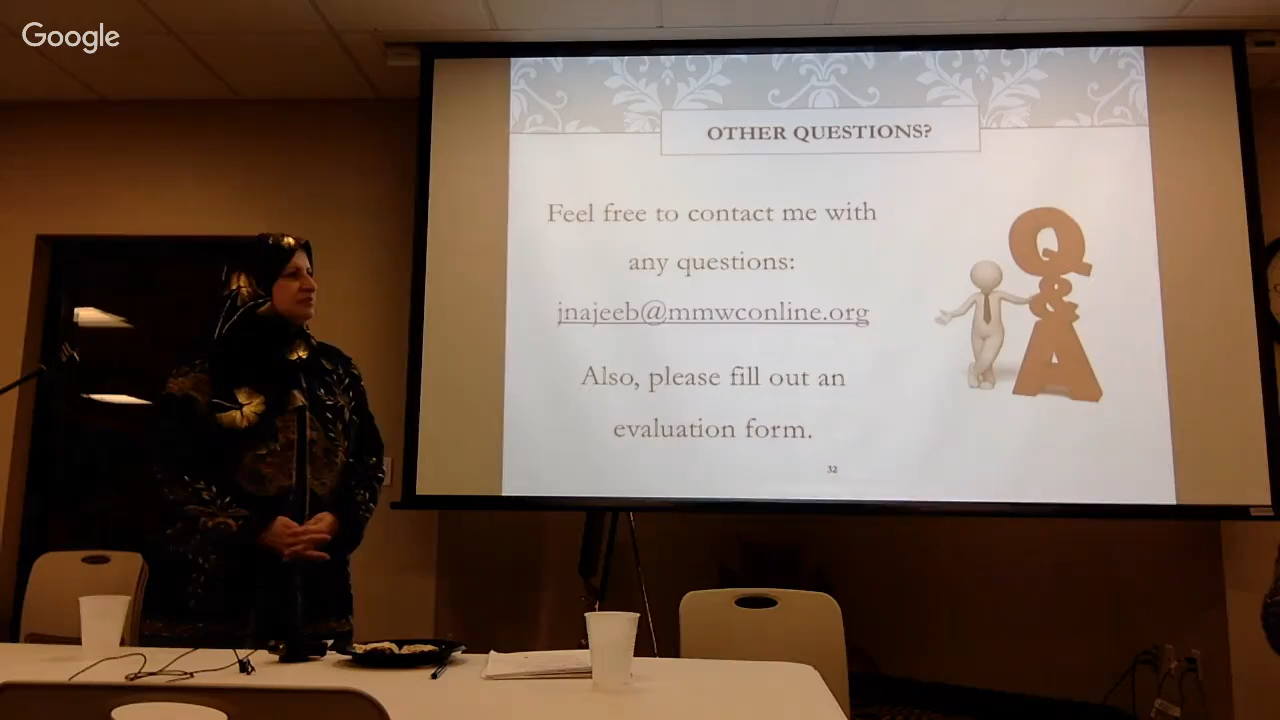 Google
OTHER QUESTIONS?
Feel free to contact me with
any questions:
jnajeeb@mmwconline.org
Also, please fill out an
evaluation form.
Q
&
A
32